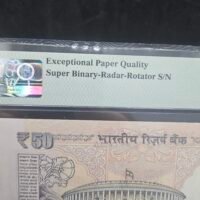 Exceptional Paper Quality
Super Binary-Radar-Rotator S/N
₹50 भारतीय रिज़र्व बैंक